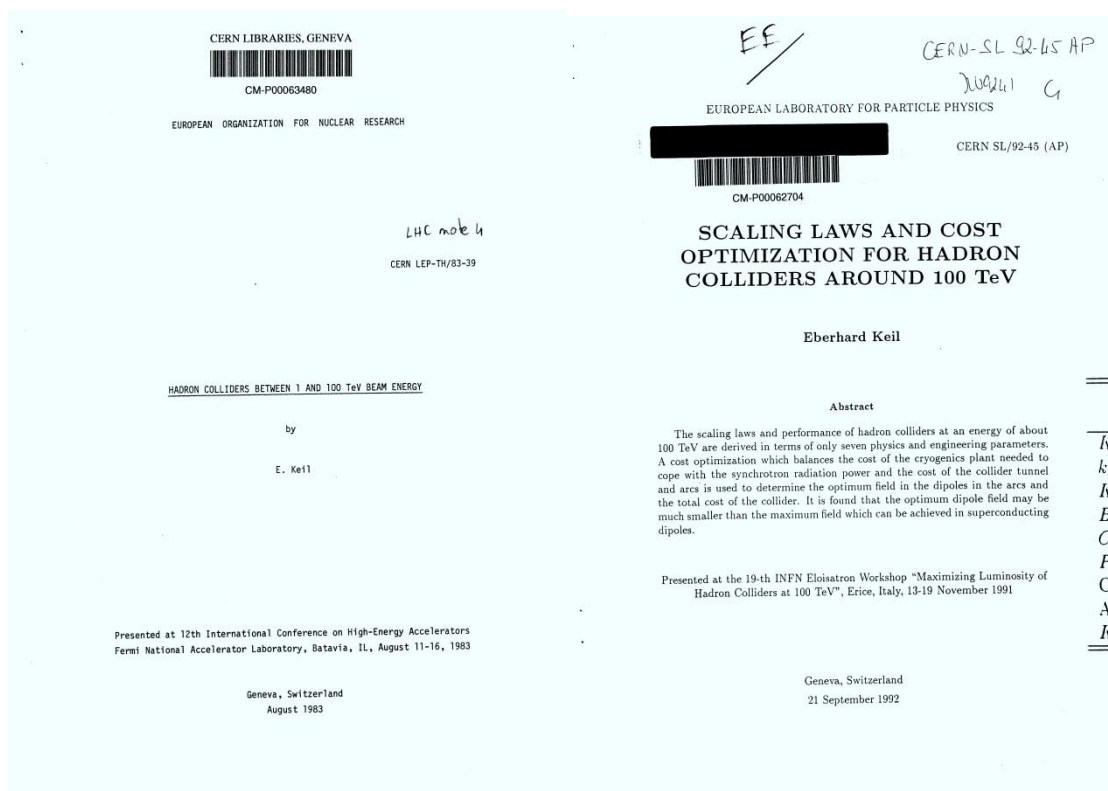 CERN LIBRARIES, GENEVA
CM-P00063480
EUROPEAN ORGANIZATION FOR NUCLEAR RESEARCH
LHC note 4
CERN LEP-TH/83-39
HADRON COLLIDERS BETWEEN 1 AND 100 TeV BEAM ENERGY
by
E. Keil
Presented at 12th International Conference on High-Energy Accelerators
Fermi National Accelerator Laboratory, Batavia, IL, August 11-16, 1983
Geneva, Switzerland
August 1983
EE
CERN-SL 92-45 AP
G
EUROPEAN LABORATORY FOR PARTICLE PHYSICS
CERN SL/92-45 (AP)
CM-P00062704
SCALING LAWS AND COST
OPTIMIZATION FOR HADRON
COLLIDERS AROUND 100 TeV
Eberhard Keil
Abstract
The scaling laws and performance of hadron colliders at an energy of about
100 TeV are derived in terms of only seven physics and engineering parameters.
A cost optimization which balances the cost of the cryogenics plant needed to
cope with the synchrotron radiation power and the cost of the collider tunnel
and arcs is used to determine the optimum field in the dipoles in the arcs and
the total cost of the collider. It is found that the optimum dipole field may be
much smaller than the maximum field which can be achieved in superconducting
dipoles.
Presented at the 19-th INFN Eloisatron Workshop “Maximizing Luminosity of
Hadron Colliders at 100 TeV”, Erice, Italy, 13-19 November 1991
Geneva, Switzerland
21 September 1992